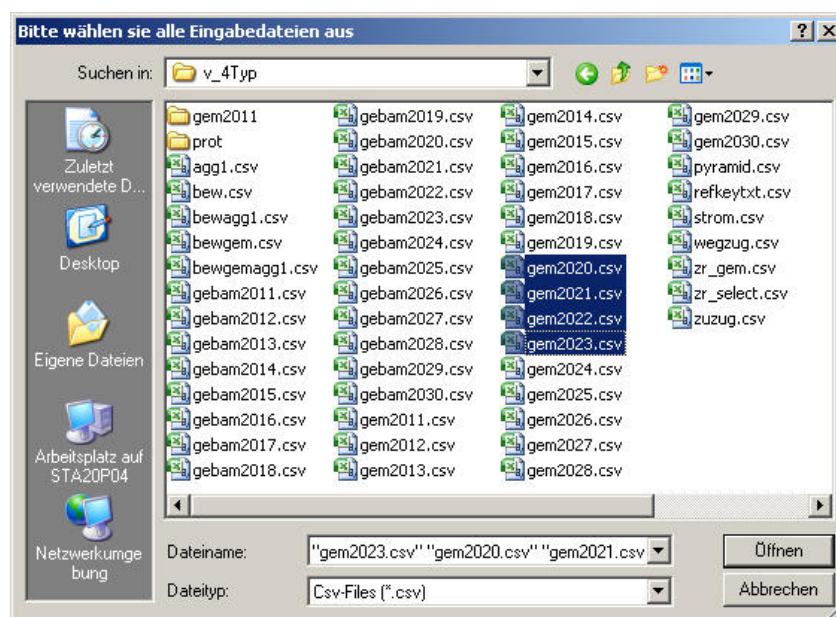 Bitte wählen sie alle Eingabedateien aus
Suchen in: v_4Typ
Zuletzt
verwendete D...
Desktop
Eigene Dateien
Arbeitsplatz auf
STA20P04
Netzwerkumge
bung
gem2011
prot
agg1.csv
bew.csv
bewagg1.csv
bewgem.csv
bewgemagg1.csv
gebam2011.csv
gebam2012.csv
gebam2013.csv
gebam2014.csv
gebam2015.csv
gebam2016.csv
gebam2017.csv
gebam2018.csv
gebam2019.csv
gebam2020.csv
gebam2021.csv
gebam2022.csv
gebam2023.csv
gebam2024.csv
gebam2025.csv
gebam2026.csv
gebam2027.csv
gebam2028.csv
gebam2029.csv
gebam2030.csv
gem2011.csv
gem2012.csv
gem2013.csv
gem2014.csv
gem2015.csv
gem2016.csv
gem2017.csv
gem2018.csv
gem2019.csv
gem2020.csv
gem2021.csv
gem2022.csv
gem2023.csv
gem2024.csv
gem2025.csv
gem2026.csv
gem2027.csv
gem2028.csv
gem2029.csv
gem2030.csv
pyramid.csv
refkeytxt.csv
strom.csv
wegzug.csv
zr_gem.csv
zr_select.csv
zuzug.csv
Dateiname: "gem2023.csv" "gem2020.csv" "gem2021.csv Öffnen
Dateityp: Csv-Files (*.csv) Abbrechen